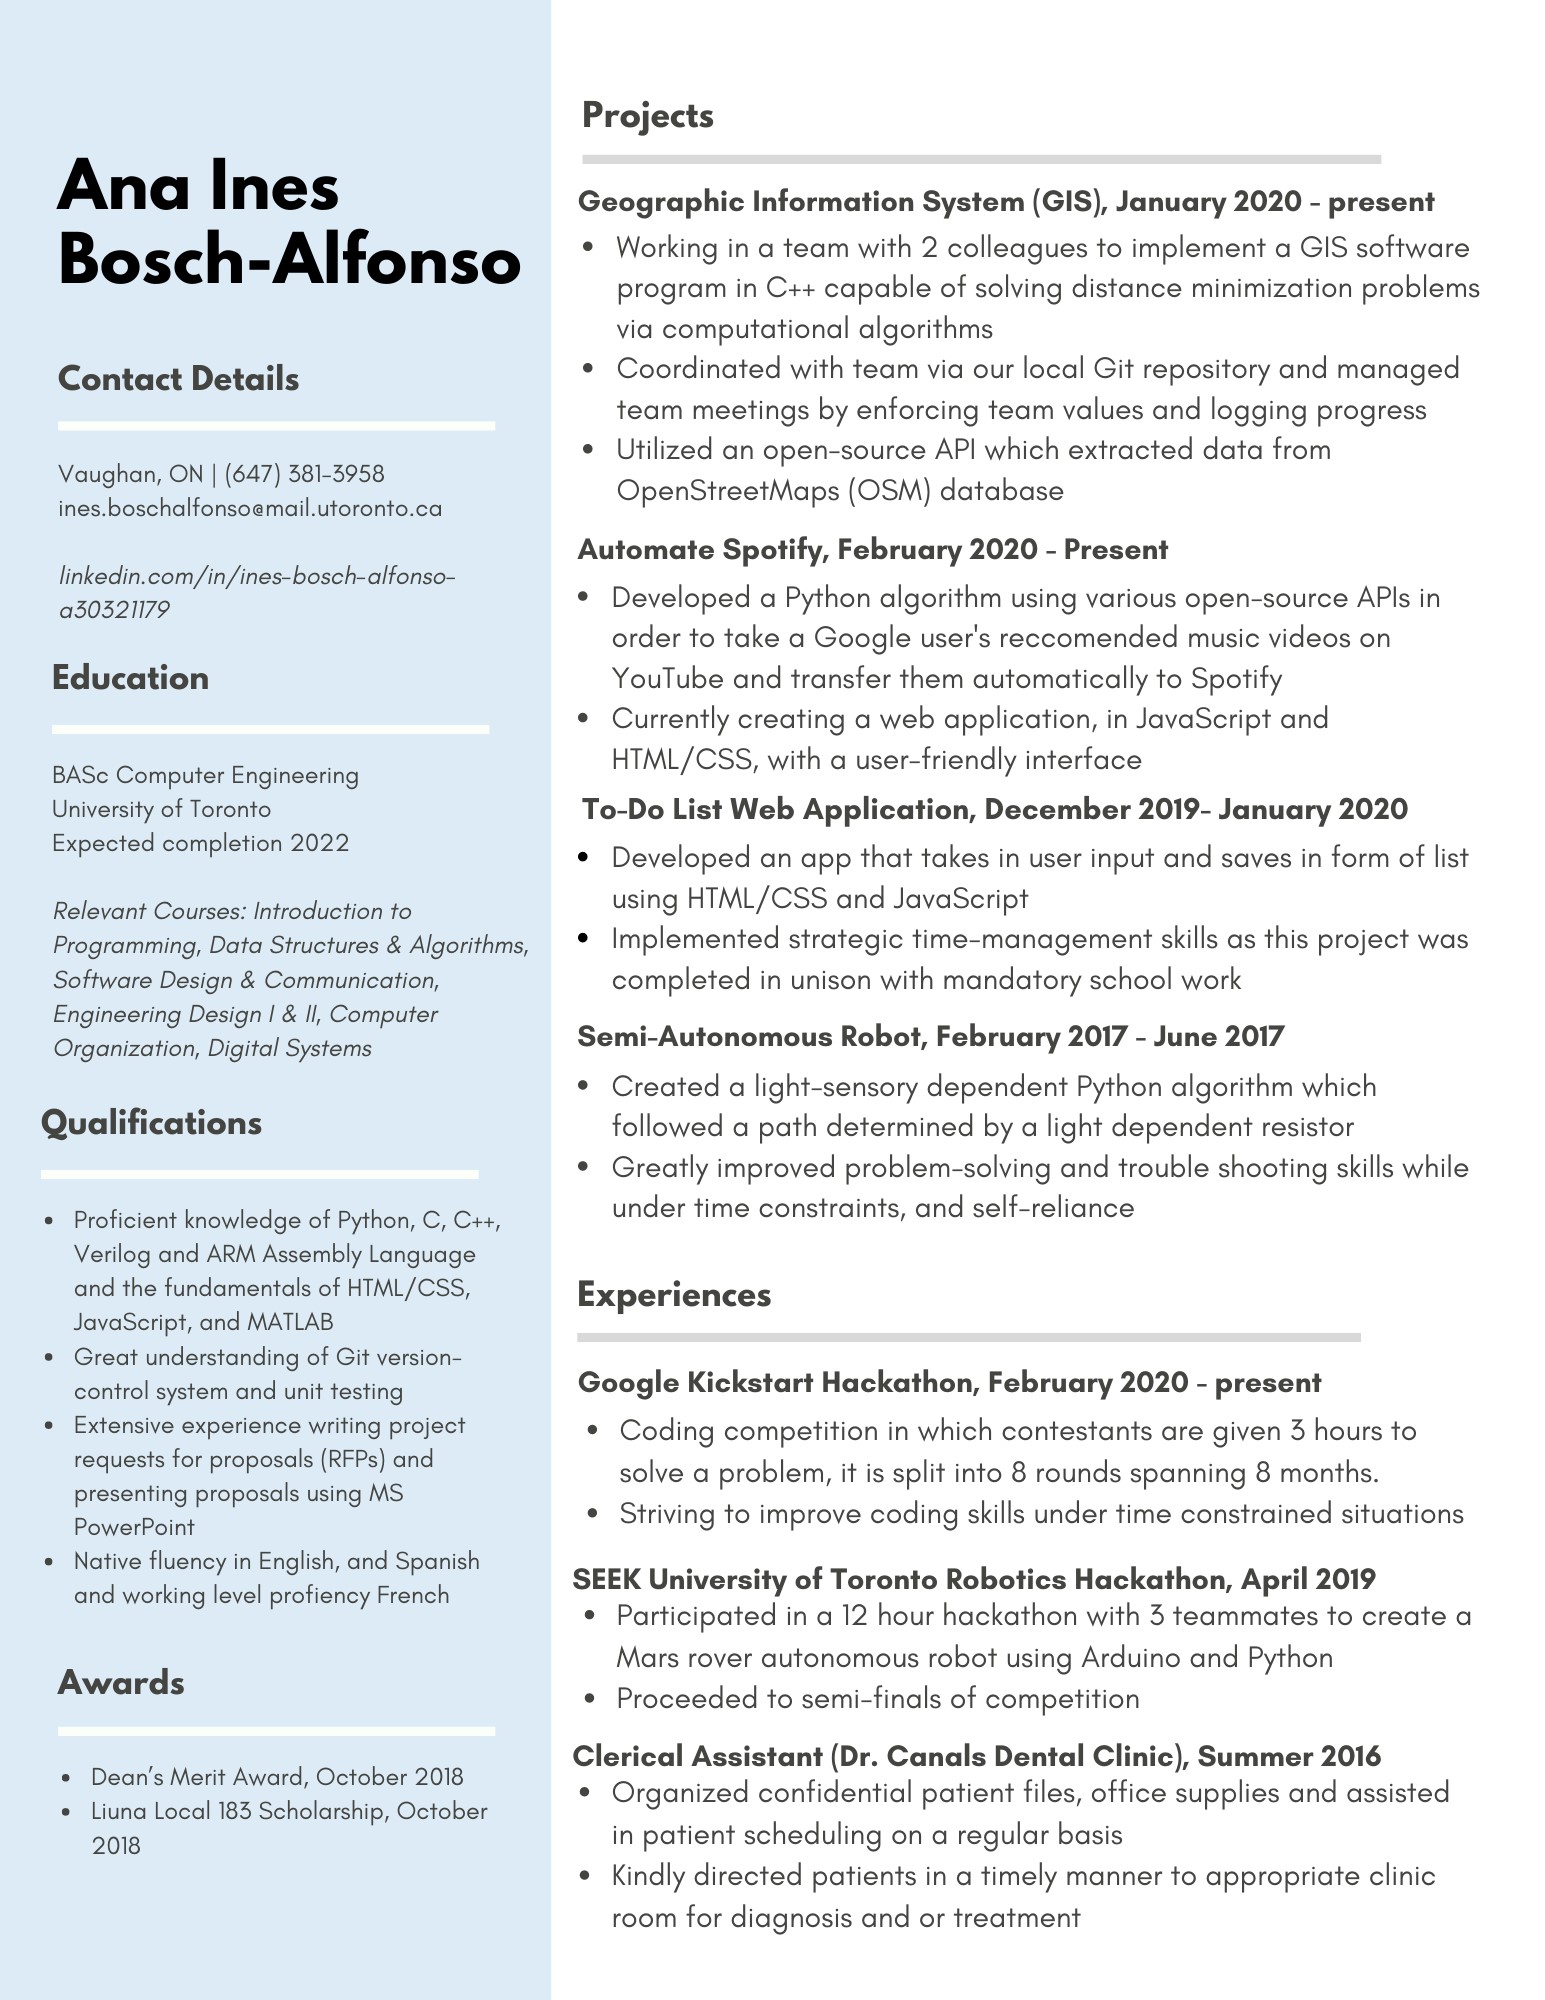 Ana Ines
Bosch-Alfonso
Contact Details
Vaughan, ON | (647) 381-3958
ines.boschalfonso@mail.utoronto.ca
linkedin.com/in/ines-bosch-alfonso-
a30321179
Education
BASc Computer Engineering
University of Toronto
Expected completion 2022
Relevant Courses: Introduction to
Programming, Data Structures & Algorithms,
Software Design & Communication,
Engineering Design I & II, Computer
Organization, Digital Systems
Qualifications
• Proficient knowledge of Python, C, C++,
Verilog and ARM Assembly Language
and the fundamentals of HTML/CSS,
JavaScript, and MATLAB
• Great understanding of Git version-
control system and unit testing
• Extensive experience writing project
requests for proposals (RFPs) and
presenting proposals using MS
PowerPoint
• Native fluency in English, and Spanish
and working level profiency French
Awards
• Dean's Merit Award, October 2018
• Liuna Local 183 Scholarship, October
2018
Projects
Geographic Information System (GIS), January 2020 - present
• Working in a team with 2 colleagues to implement a GIS software
program in C++ capable of solving distance minimization problems
via computational algorithms
• Coordinated with team via our local Git repository and managed
team meetings by enforcing team values and logging progress
• Utilized an open-source API which extracted data from
OpenStreetMaps (OSM) database
Automate Spotify, February 2020 - Present
• Developed a Python algorithm using various open-source APIs in
order to take a Google user's reccomended music videos on
YouTube and transfer them automatically to Spotify
• Currently creating a web application, in JavaScript and
HTML/CSS, with a user-friendly interface
To-Do List Web Application, December 2019- January 2020
• Developed an app that takes in user input and saves in form of list
using HTML/CSS and JavaScript
• Implemented strategic time-management skills as this project was
completed in unison with mandatory school work
Semi-Autonomous Robot, February 2017 - June 2017
• Created a light-sensory dependent Python algorithm which
followed a path determined by a light dependent resistor
• Greatly improved problem-solving and trouble shooting skills while
under time constraints, and self-reliance
Experiences
Google Kickstart Hackathon, February 2020 - present
• Coding competition in which contestants are given 3 hours to
solve a problem, it is split into 8 rounds spanning 8 months.
• Striving to improve coding skills under time constrained situations
SEEK University of Toronto Robotics Hackathon, April 2019
• Participated in a 12 hour hackathon with 3 teammates to create a
Mars rover autonomous robot using Arduino and Python
• Proceeded to semi-finals of competition
Clerical Assistant (Dr. Canals Dental Clinic), Summer 2016
• Organized confidential patient files, office supplies and assisted
in patient scheduling on a regular basis
• Kindly directed patients in a timely manner to appropriate clinic
room for diagnosis and or treatment